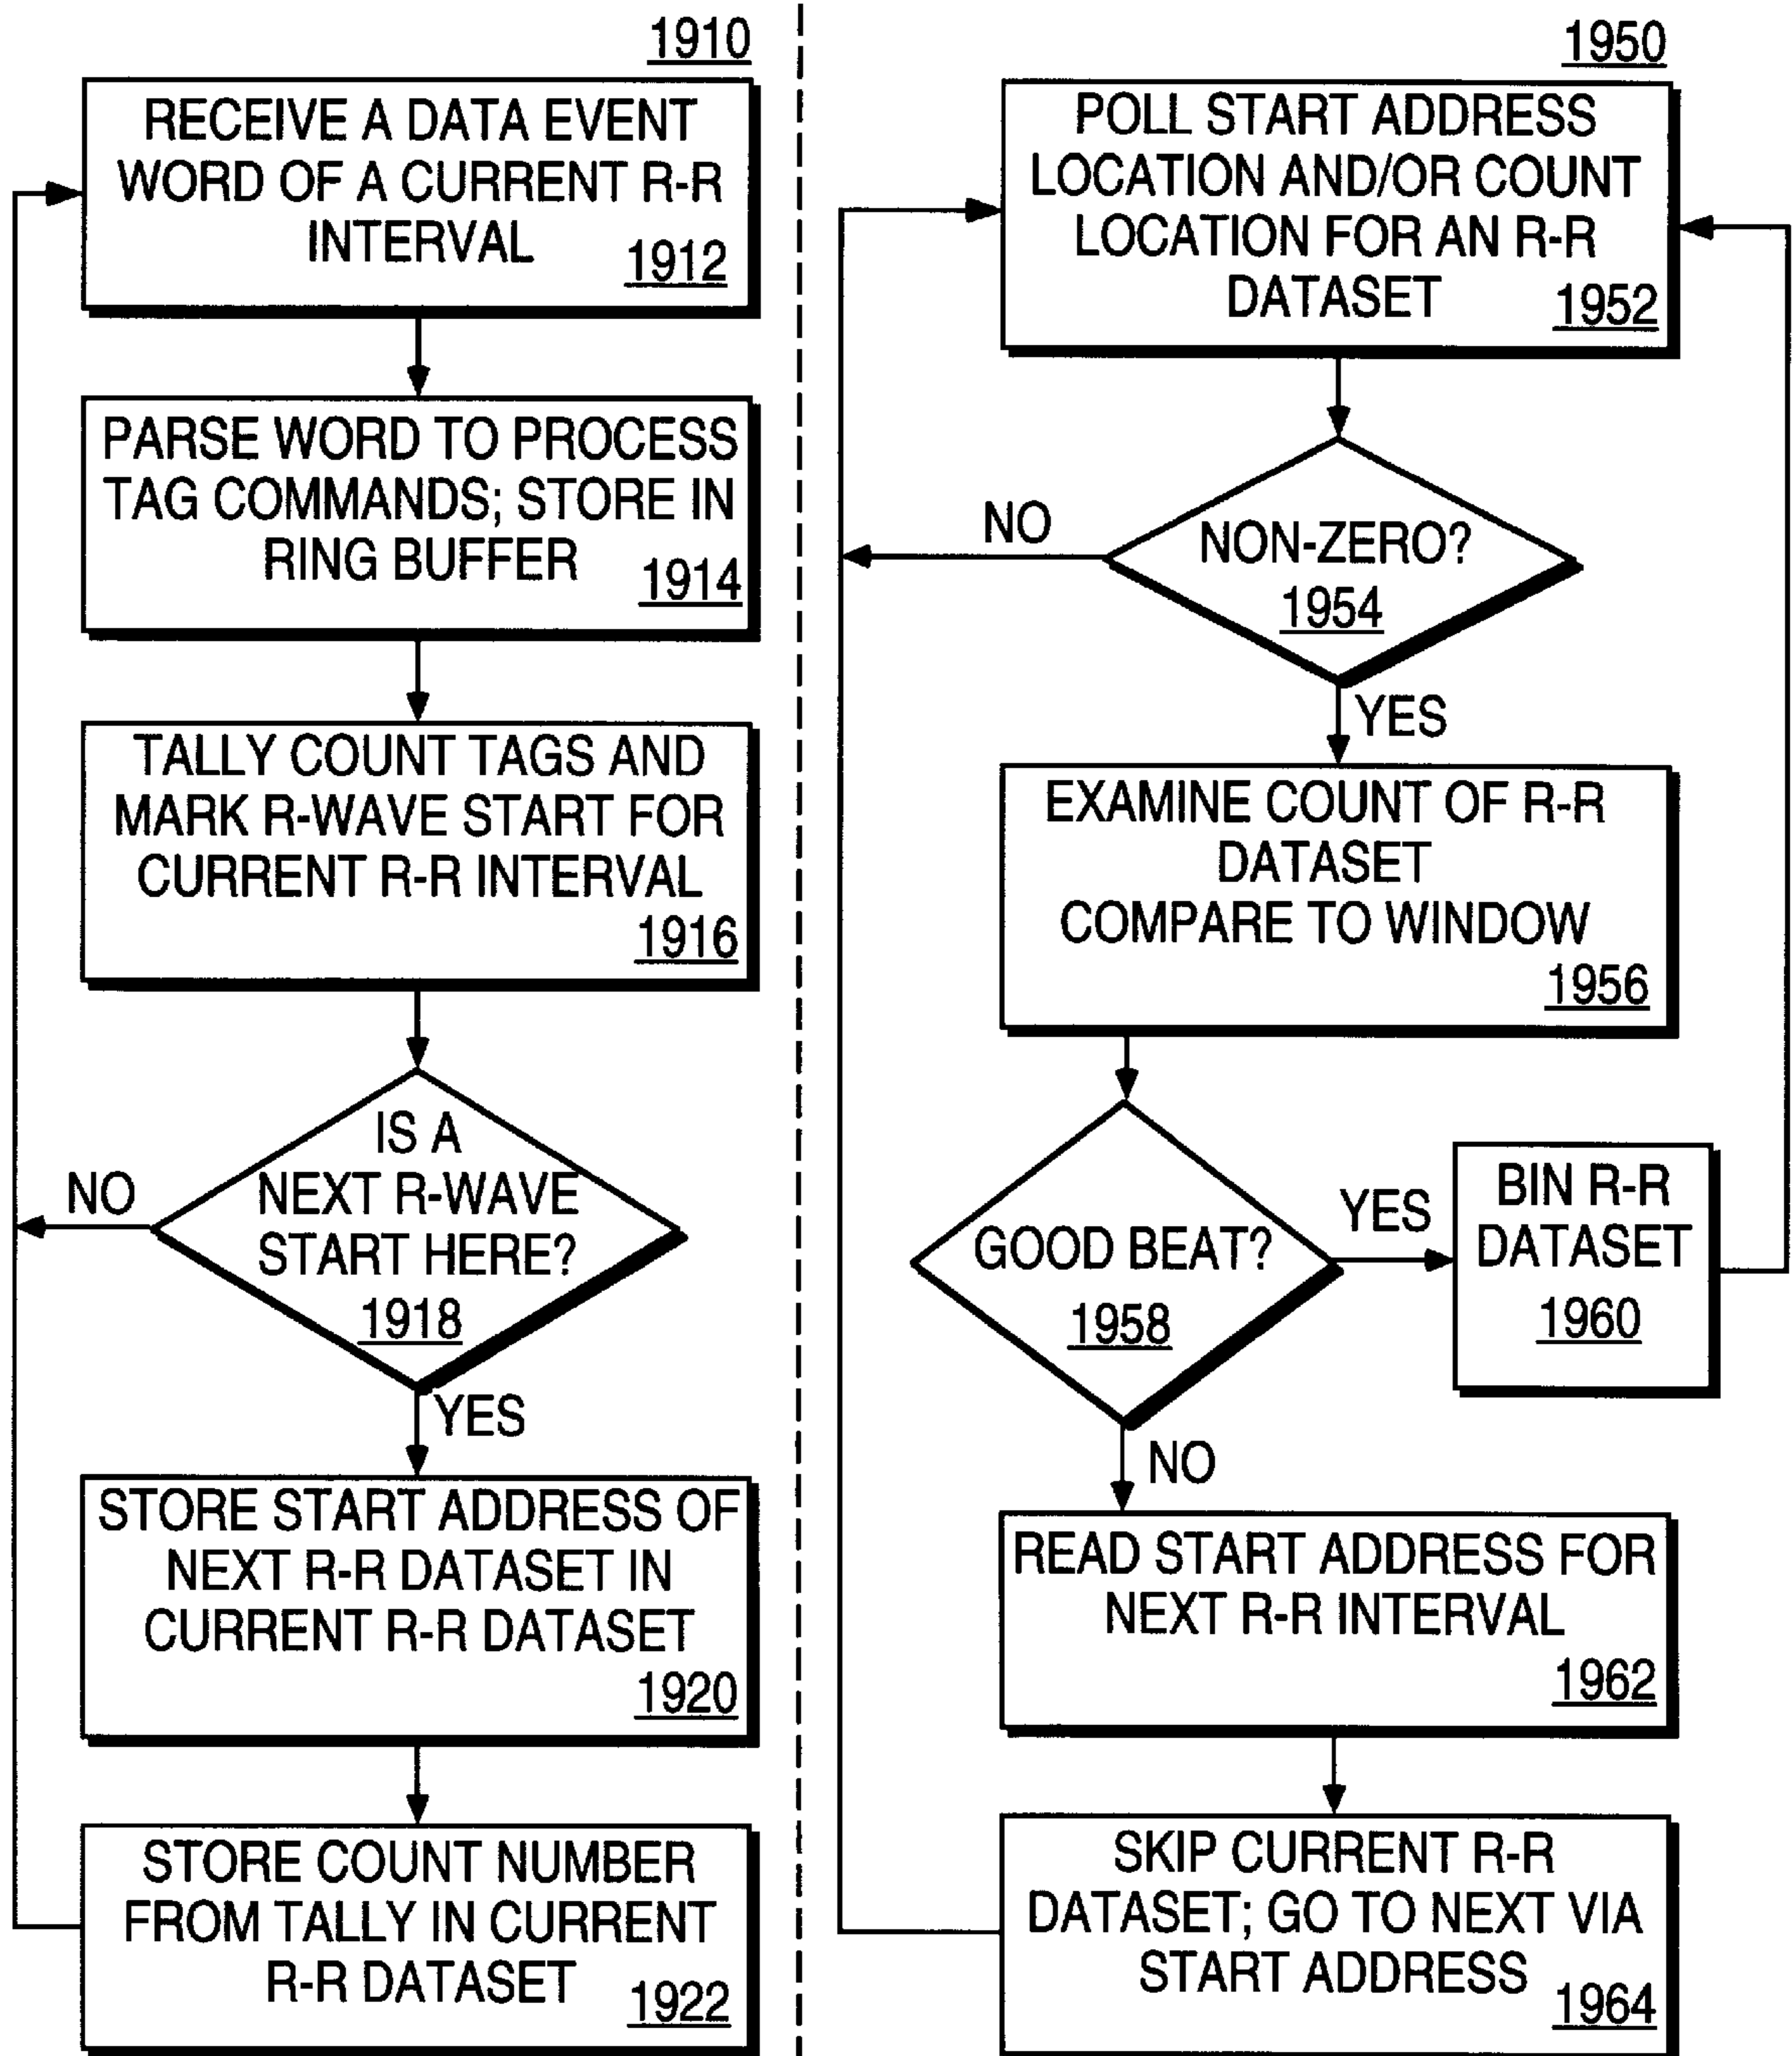 1910
RECEIVE A DATA EVENT
WORD OF A CURRENT R-R
INTERVAL
1912
PARSE WORD TO PROCESS
TAG COMMANDS; STORE IN
RING BUFFER
1914
TALLY COUNT TAGS AND
MARK R-WAVE START FOR
CURRENT R-R INTERVAL
1916
IS A
NEXT R-WAVE
START HERE?
1918
NO
YES
STORE START ADDRESS OF
NEXT R-R DATASET IN
CURRENT R-R DATASET
1920
STORE COUNT NUMBER
FROM TALLY IN CURRENT
R-R DATASET
1922
1950
POLL START ADDRESS
LOCATION AND/OR COUNT
LOCATION FOR AN R-R
DATASET
1952
NO
NON-ZERO?
1954
YES
EXAMINE COUNT OF R-R
DATASET
COMPARE TO WINDOW
1956
GOOD BEAT?
1958
YES
BIN R-R
DATASET
1960
NO
READ START ADDRESS FOR
NEXT R-R INTERVAL
1962
SKIP CURRENT R-R
DATASET; GO TO NEXT VIA
START ADDRESS
1964